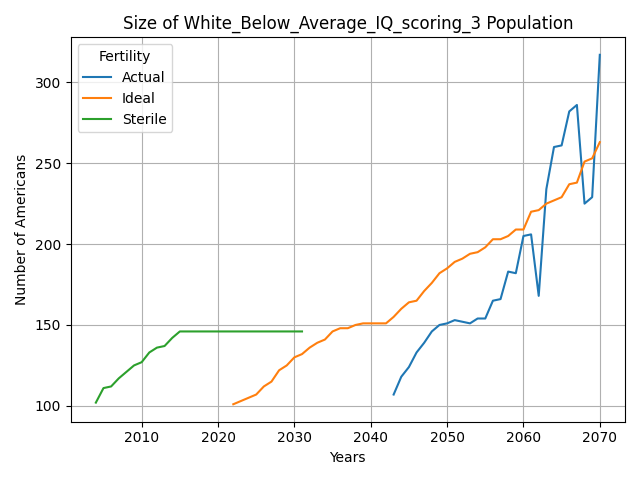 Size of White_Below_Average_IQ_scoring_3 Population
Fertility
Actual
Ideal
Sterile
300
250
200
150
100
Number of Americans
2010 2020 2030 2040 2050 2060 2070
Years